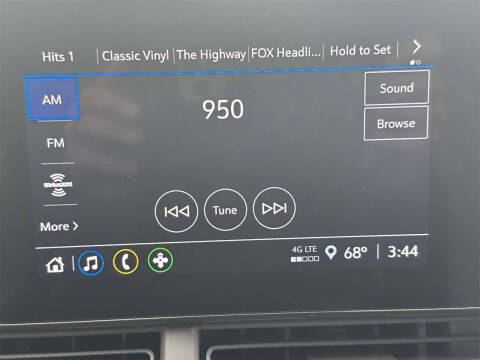 Hits 1 Classic Vinyl The Highway FOX Headli... Hold to Set
AM
950
Sound
Browse
FM
SiriusXM
Tune
More
4G LTE
68° 3:44